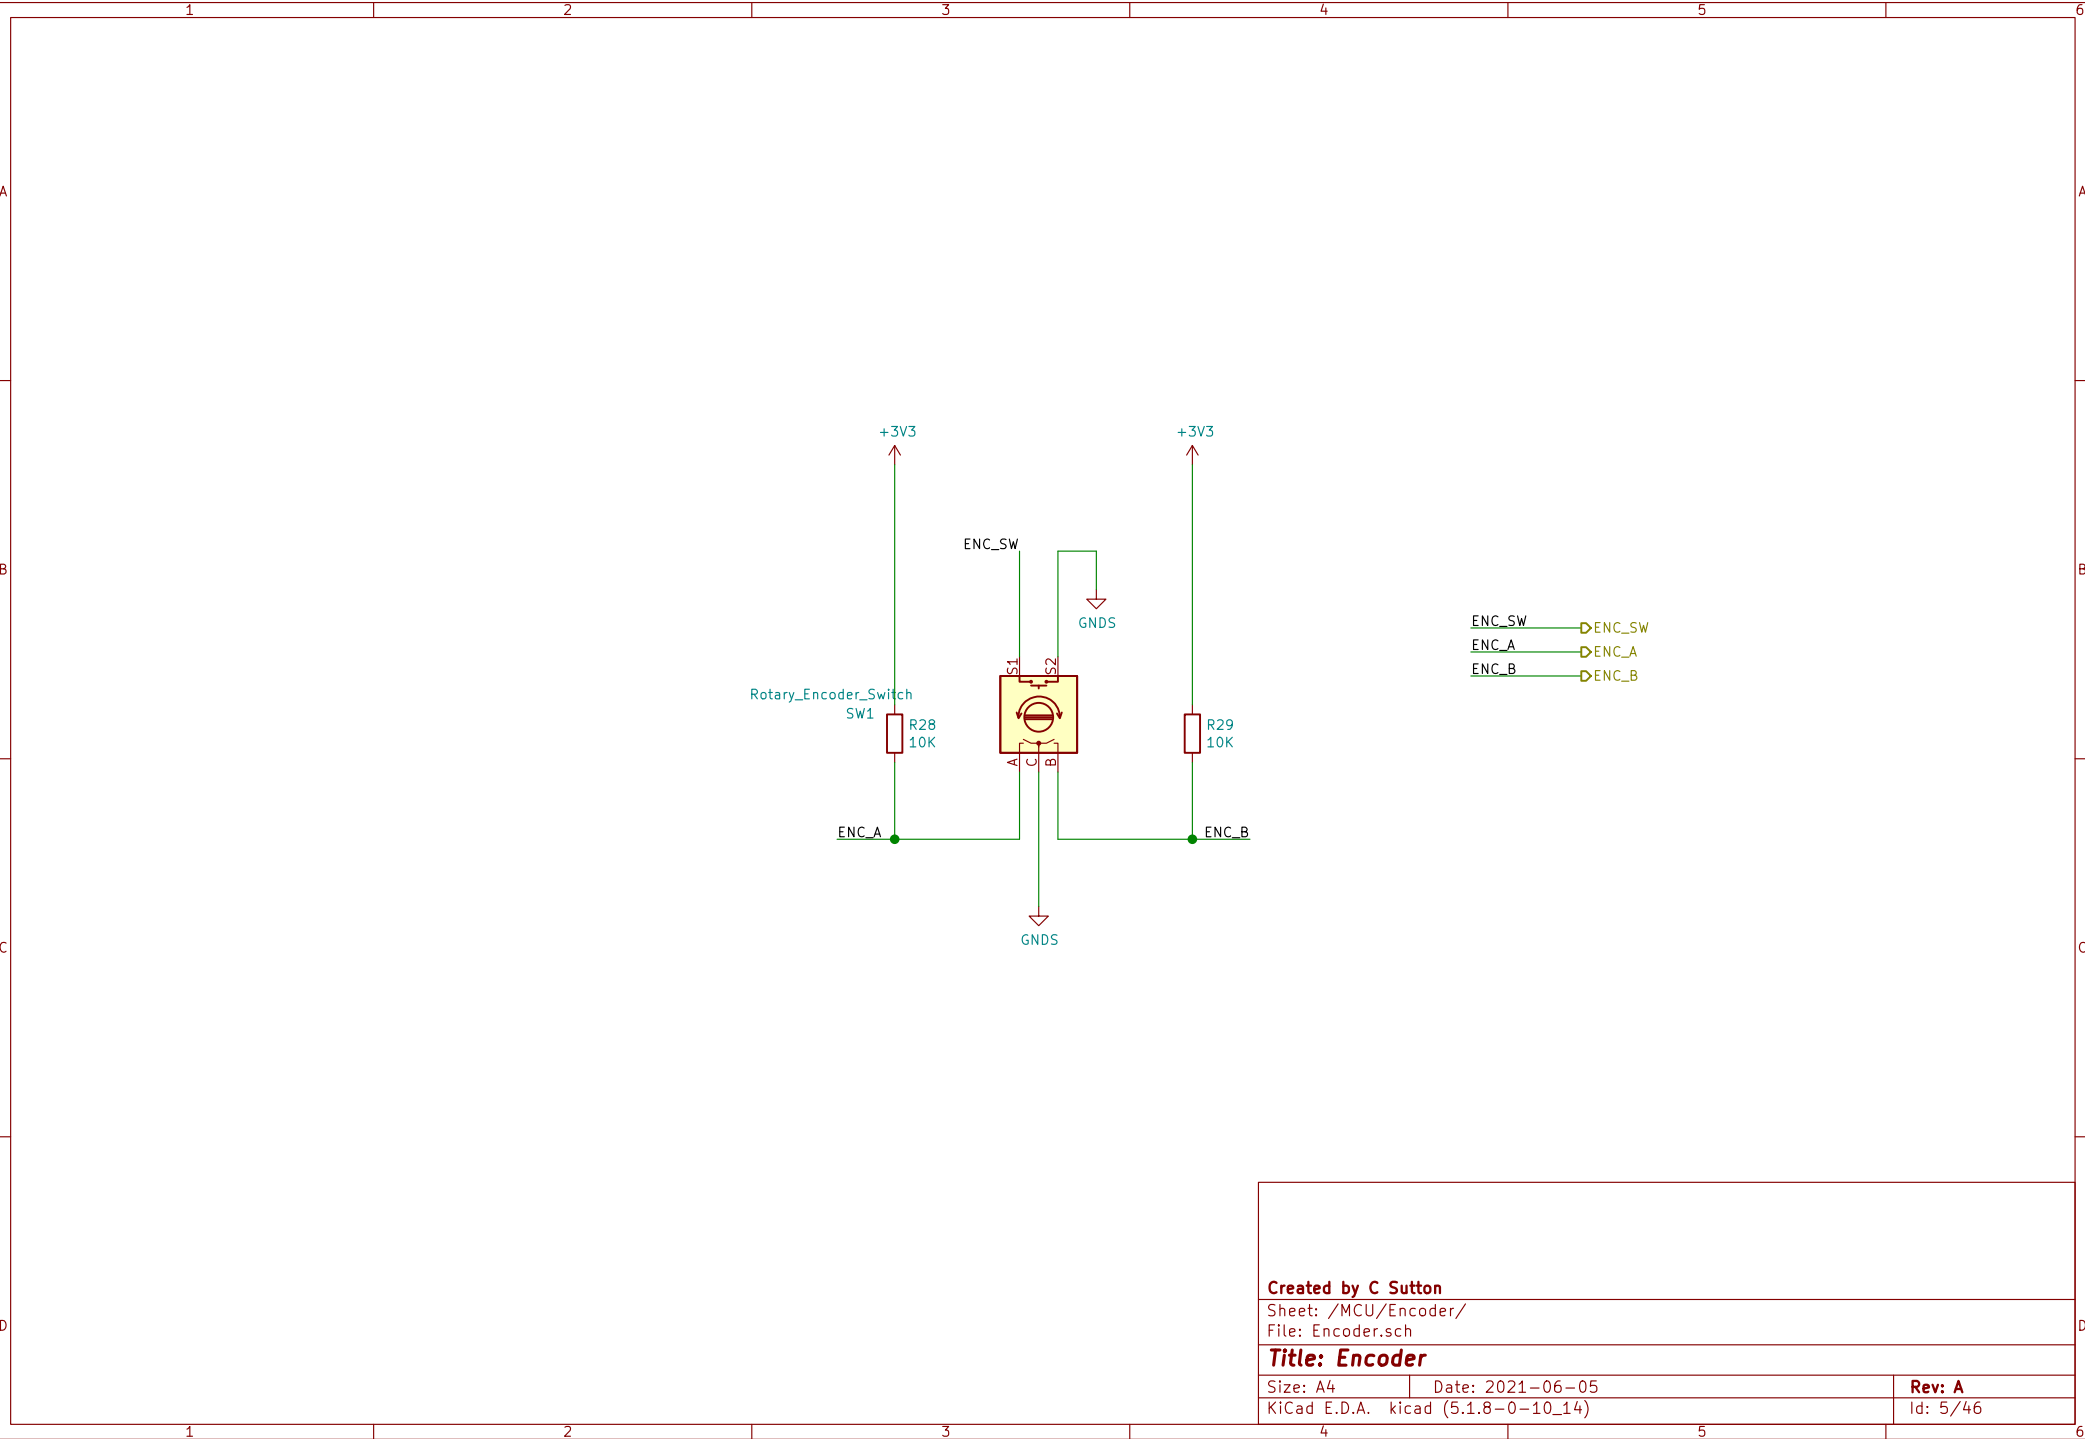 1 2 3 4 5 6
A A
+3V3 +3V3
ENC_SW
B B
GNDS
ENC_SW ENC_SW
ENC_A ENC_A
ENC_B ENC_B
S1 S2
Rotary_Encoder_Switch
SW1
R28
10K
R29
10K
A C B
ENC_A ENC_B
GNDS
C C
Created by C Sutton
Sheet: /MCU/Encoder/
File: Encoder.sch
D D
Title: Encoder
Size: A4 Date: 2021-06-05 Rev: A
KiCad E.D.A. kicad (5.1.8-0-10_14) Id: 5/46
1 2 3 4 5 6